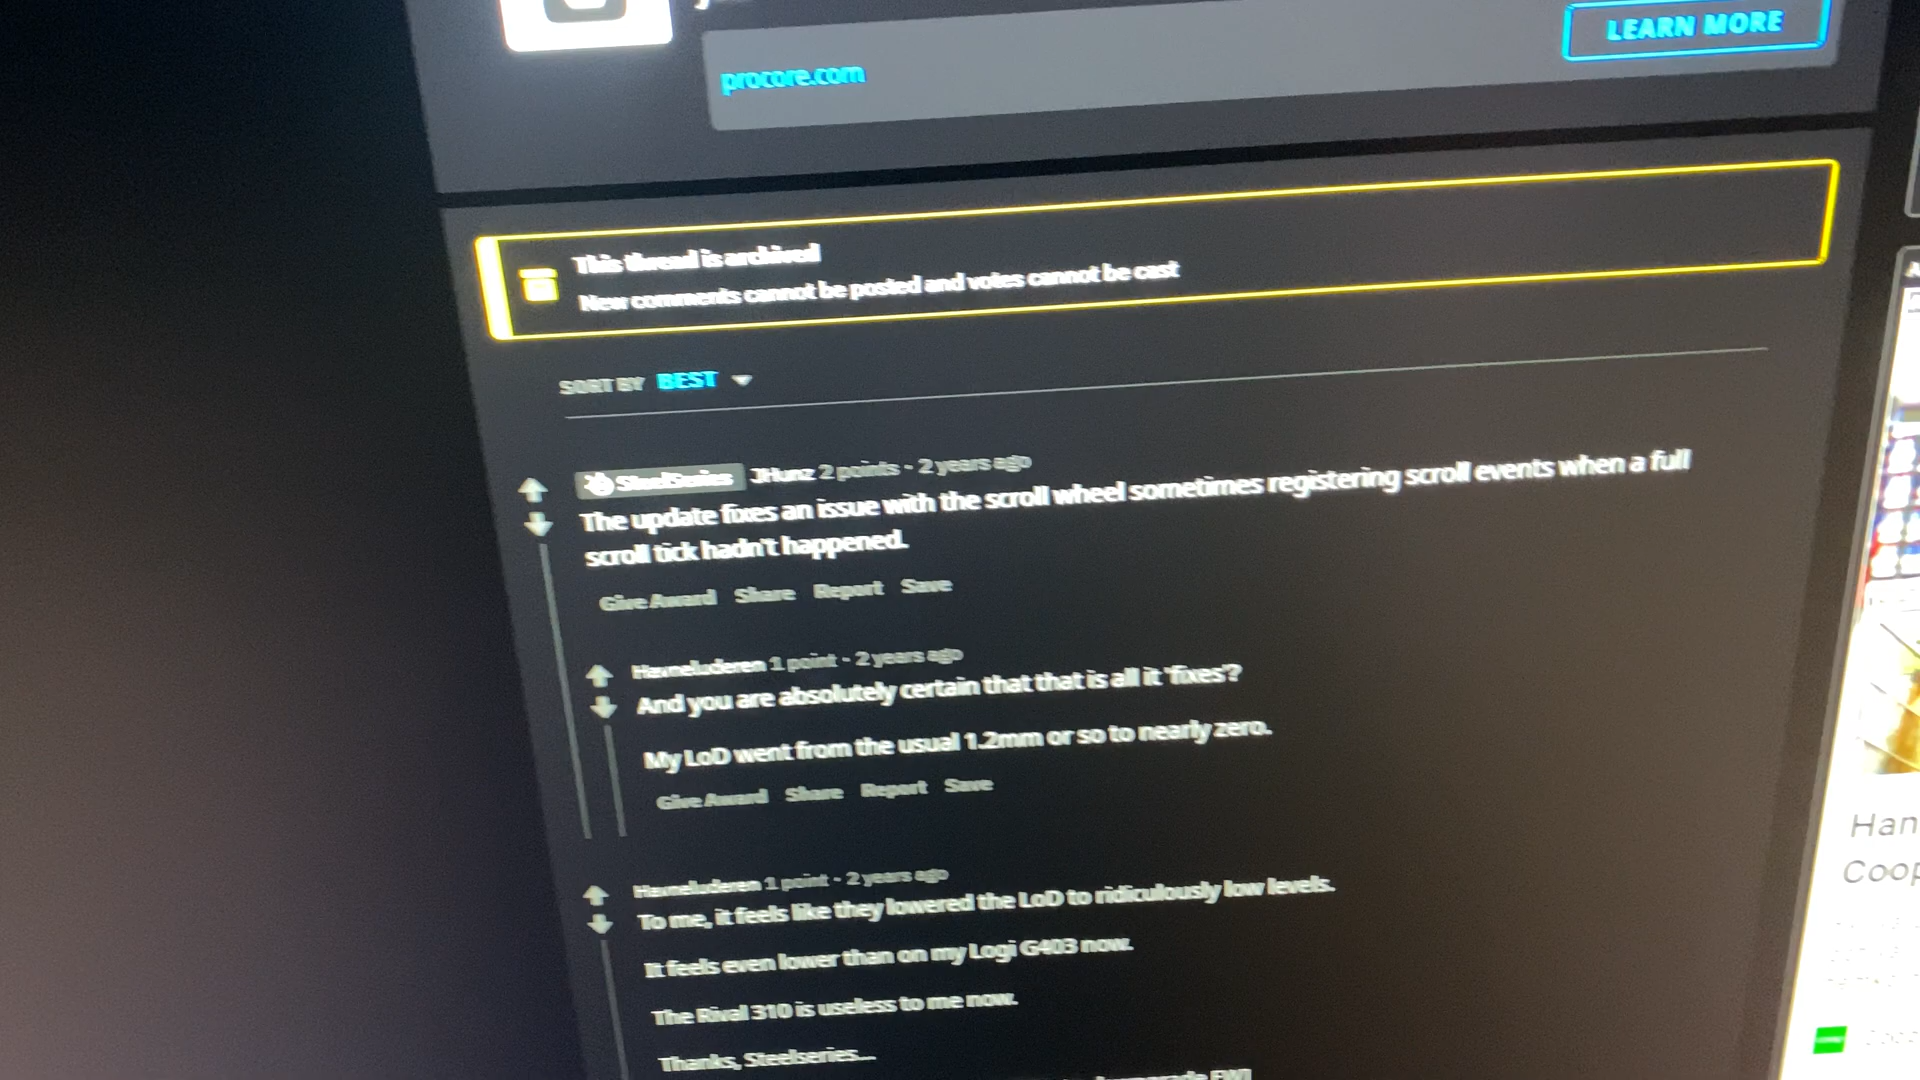 LEARN MORE
procore.com
This thread is archived
New comments cannot be posted and votes cannot be cast
SORT BY BEST
SteelSeries JHunz 2 points · 2 years ago
The update fixes an issue with the scroll wheel sometimes registering scroll events when a full
scroll tick hadn't happened.
Give Award Share Report Save
Havneluderen 1 point · 2 years ago
And you are absolutely certain that that is all it 'fixes'?
My LoD went from the usual 1.2mm or so to nearly zero.
Give Award Share Report Save
Havneluderen 1 point · 2 years ago
To me, it feels like they lowered the LoD to ridiculously low levels.
It feels even lower than on my Logi G403 now.
The Rival 310 is useless to me now.
Thanks, Steelseries...
Han
Coop